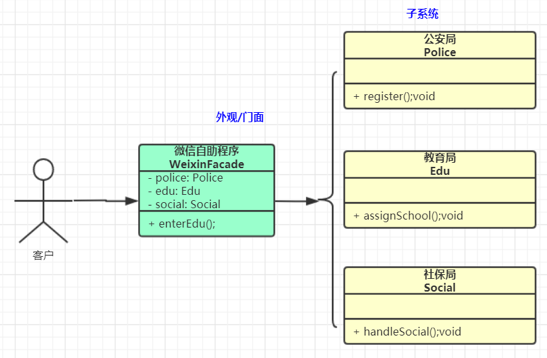 子系统
公安局
Police
+ register();void
外观/门面
微信自助程序
WeixinFacade
- police: Police
- edu: Edu
- social: Social
+ enterEdu();
教育局
Edu
+ assignSchool();void
客户
社保局
Social
+ handleSocial();void